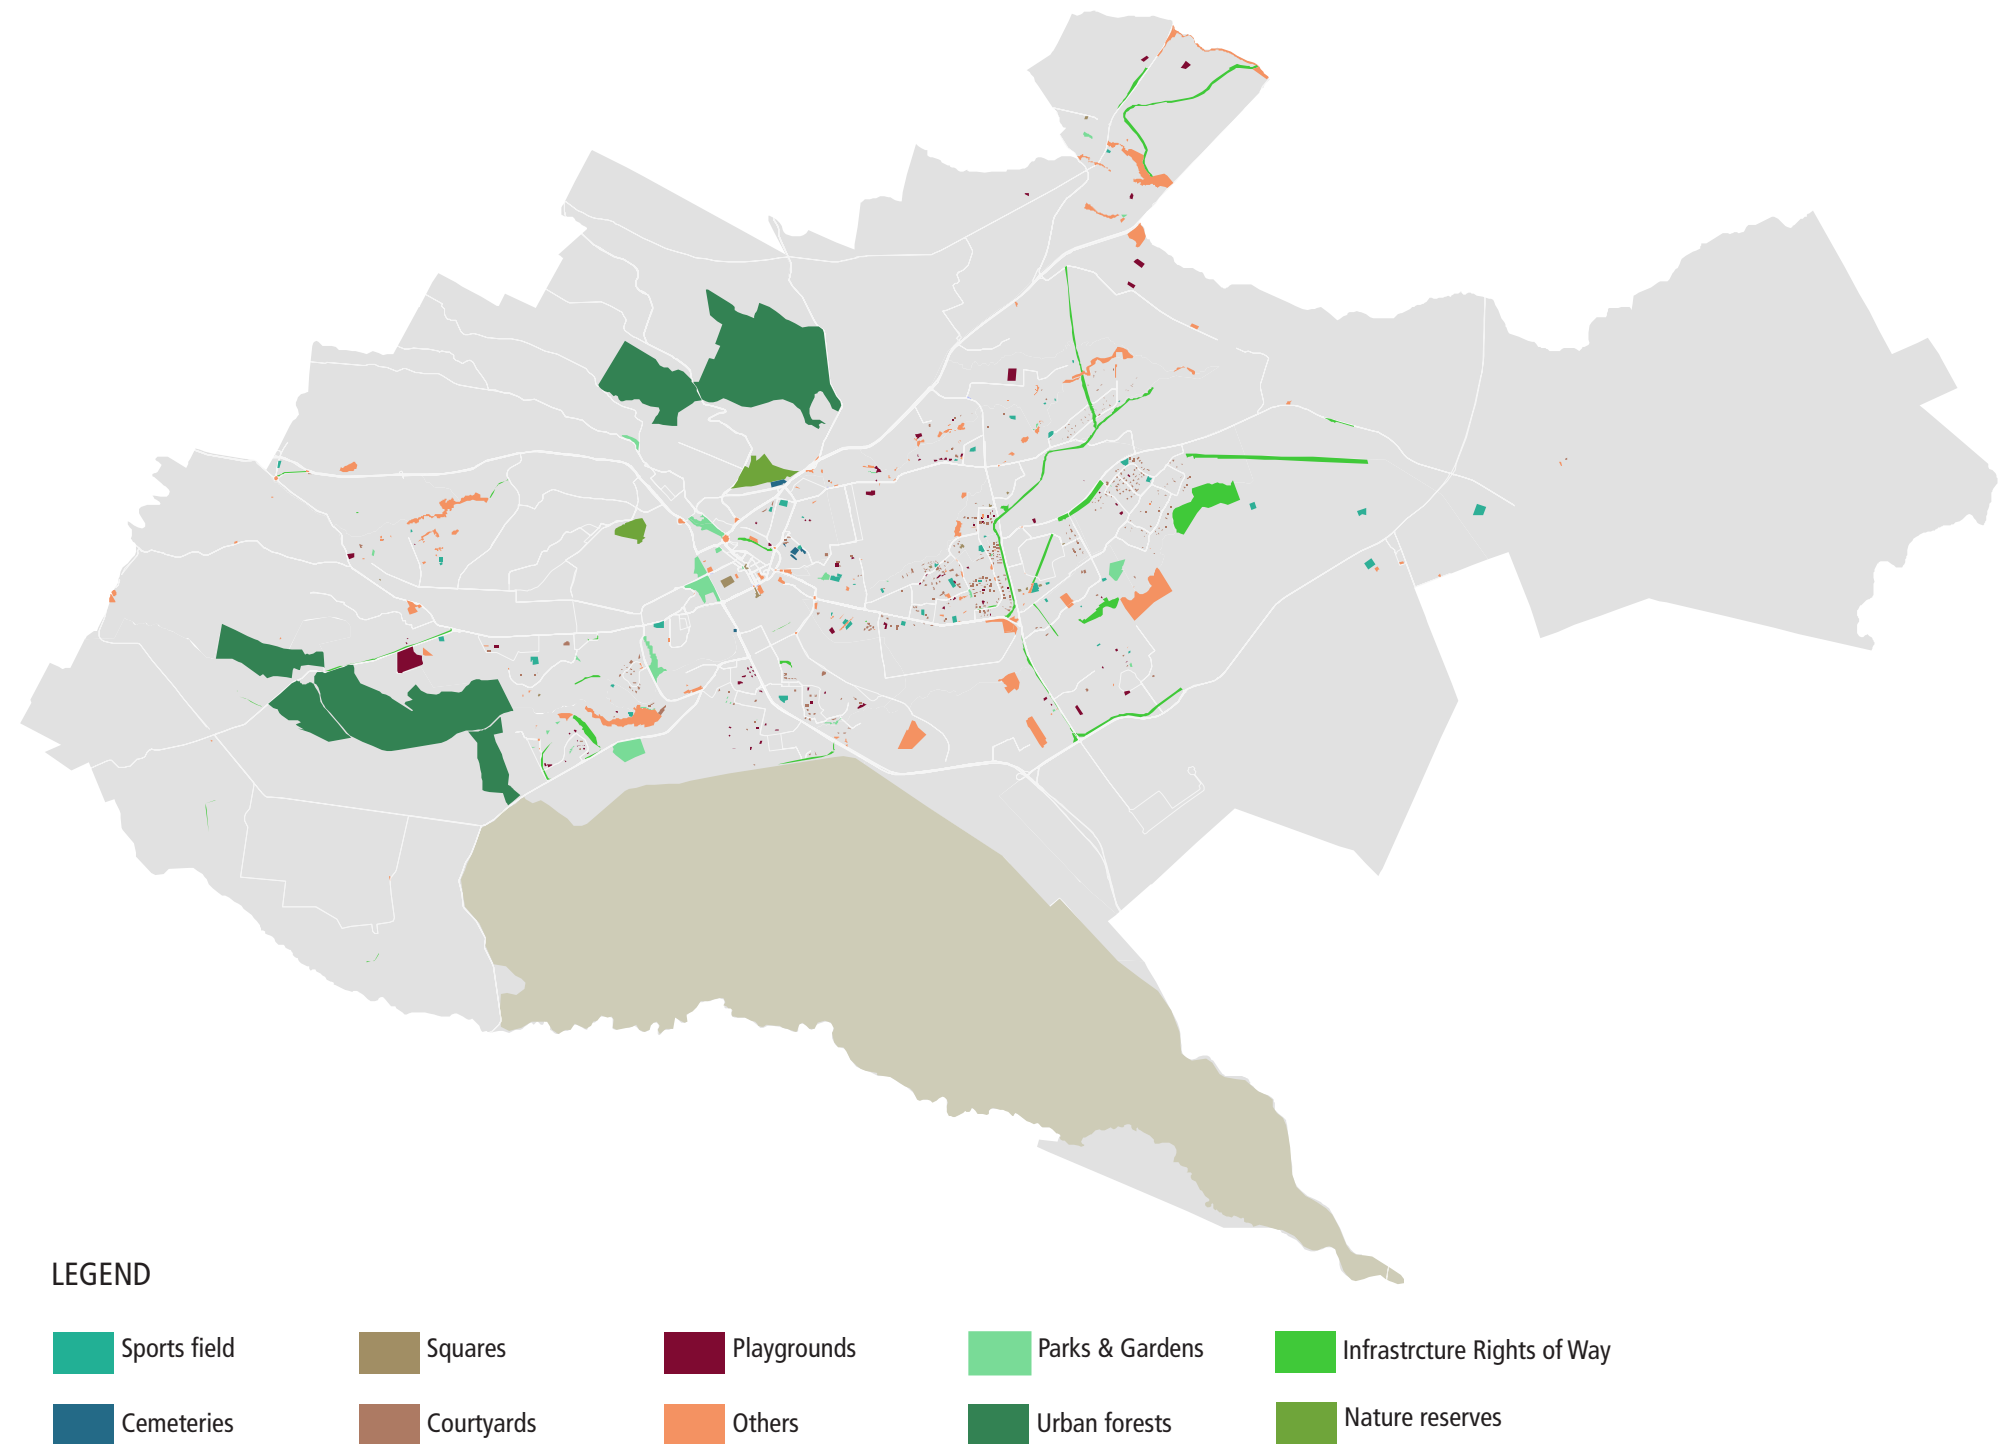 LEGEND
Sports field
Squares
Playgrounds
Parks & Gardens
Infrastrcture Rights of Way
Cemeteries
Courtyards
Others
Urban forests
Nature reserves